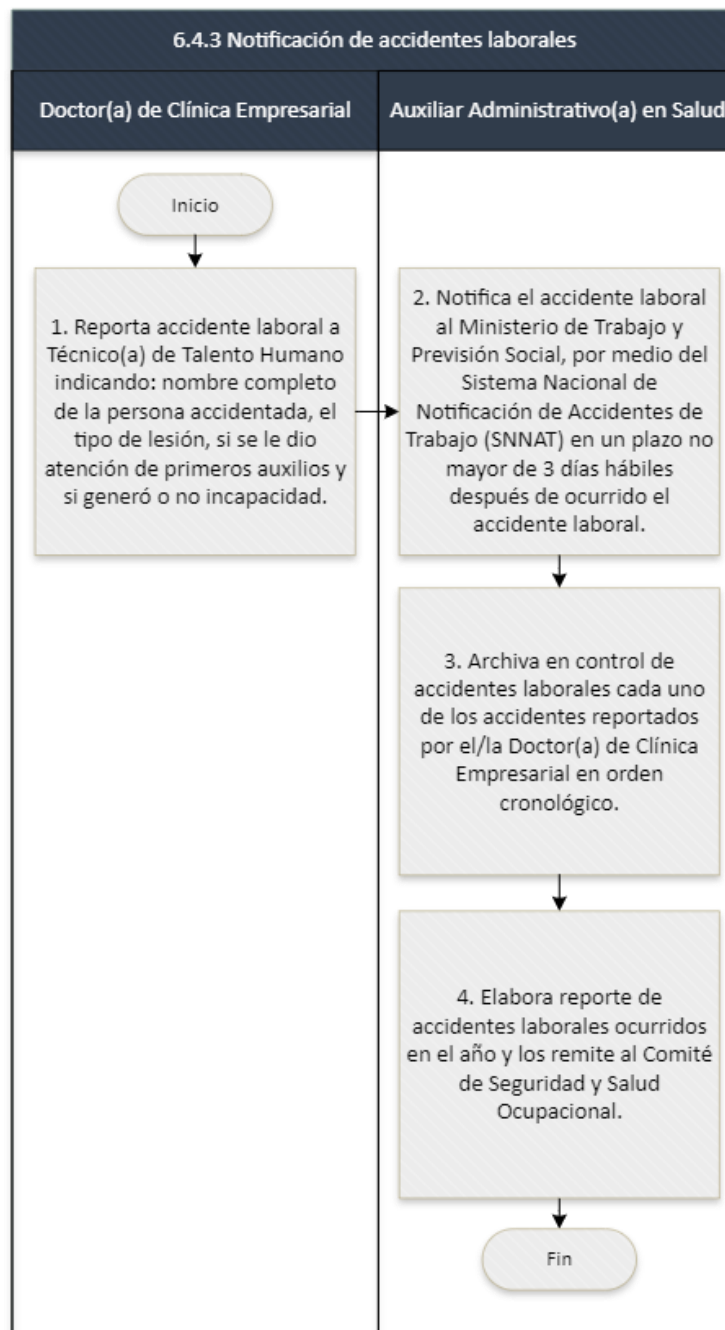 6.4.3 Notificación de accidentes laborales
Doctor(a) de Clínica Empresarial
Auxiliar Administrativo(a) en Salud
Inicio
1. Reporta accidente laboral a
Técnico(a) de Talento Humano
indicando: nombre completo
de la persona accidentada, el
tipo de lesión, si se le dio
atención de primeros auxilios y
si generó o no incapacidad.
2. Notifica el accidente laboral
al Ministerio de Trabajo y
Previsión Social, por medio del
Sistema Nacional de
Notificación de Accidentes de
Trabajo (SNNAT) en un plazo no
mayor de 3 días hábiles
después de ocurrido el
accidente laboral.
3. Archiva en control de
accidentes laborales cada uno
de los accidentes reportados
por el/la Doctor(a) de Clínica
Empresarial en orden
cronológico.
4. Elabora reporte de
accidentes laborales ocurridos
en el año y los remite al Comité
de Seguridad y Salud
Ocupacional.
Fin